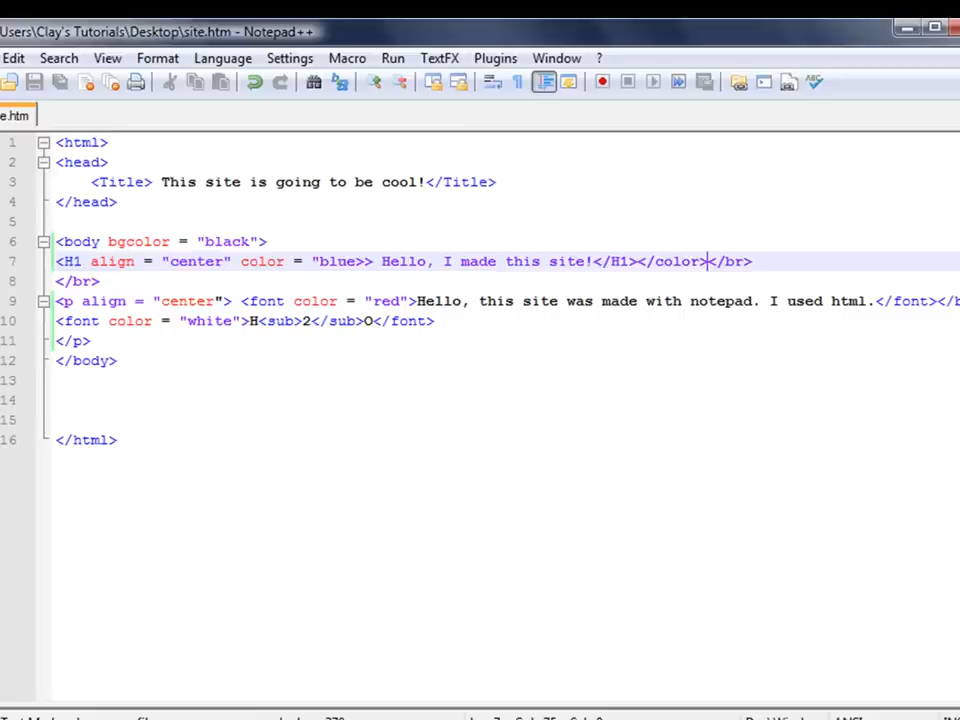 Users\Clay's Tutorials\Desktop\site.htm - Notepad++
Edit Search View Format Language Settings Macro Run TextFX Plugins Window ?
ABC
e.htm
1 <html>
2 <head>
3 <Title> This site is going to be cool!</Title>
4 </head>
5
6 <body bgcolor = "black">
7 <H1 align = "center" color = "blue>> Hello, I made this site!</H1></color></br>
8 </br>
9 <p align = "center"> <font color = "red">Hello, this site was made with notepad. I used html.</font></b
10 <font color = "white">H<sub>2</sub>O</font>
11 </p>
12 </body>
13
14
15
16 </html>